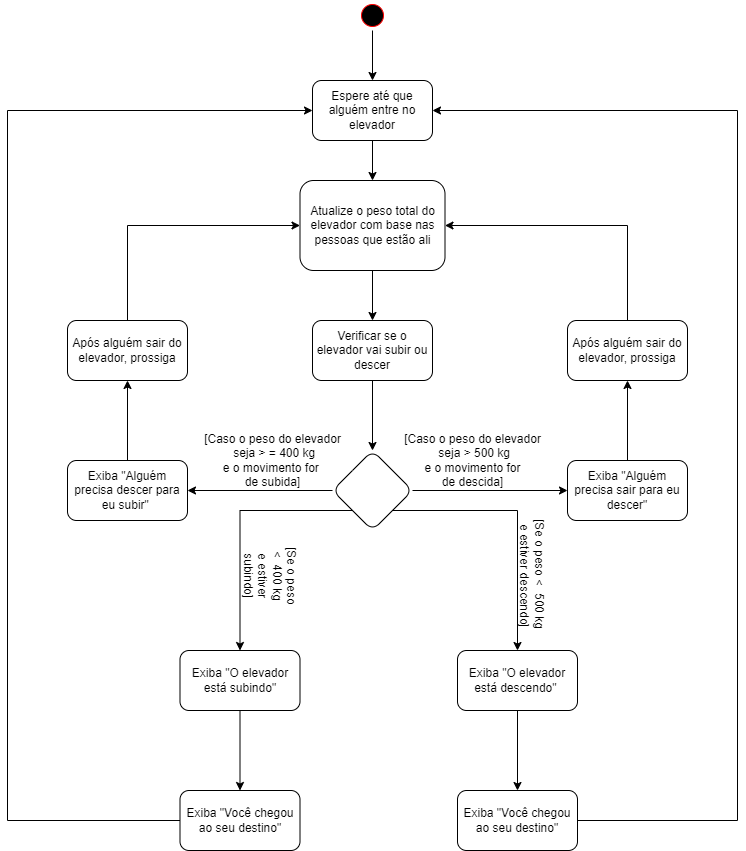 Espere até que
alguém entre no
elevador
Atualize o peso total do
elevador com base nas
pessoas que estão ali
Após alguém sair do
elevador, prossiga
Verificar se o
elevador vai subir ou
descer
Após alguém sair do
elevador, prossiga
[Caso o peso do elevador
seja > = 400 kg
e o movimento for
de subida]
[Caso o peso do elevador
seja > 500 kg
e o movimento for
de descida]
Exiba "Alguém
precisa descer para
eu subir"
Exiba "Alguém
precisa sair para eu
descer"
[Se o peso
< 400 kg
e estiver
subindo]
[Se o peso < 500 kg
e estiver descendo]
Exiba "O elevador
está subindo"
Exiba "O elevador
está descendo"
Exiba "Você chegou
ao seu destino"
Exiba "Você chegou
ao seu destino"